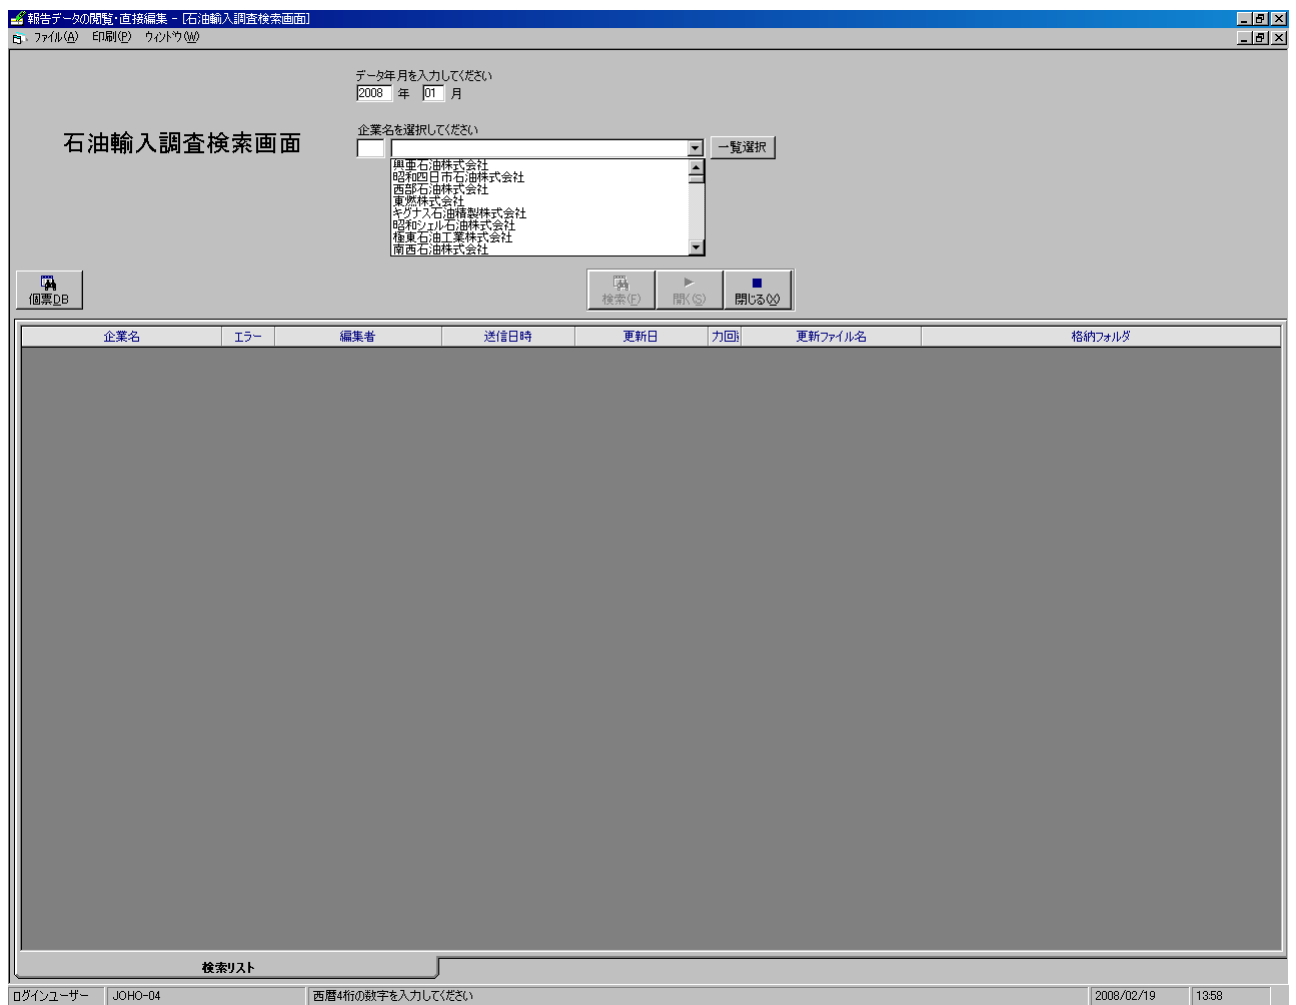 報告データの閲覧・直接編集 - [石油輸入調査検索画面]
ファイル(A) 印刷(P) ウィンドウ(W)
データ年月を入力してください
2008 年 01 月
石油輸入調査検索画面
企業名を選択してください
一覧選択
興亜石油株式会社
昭和四日市石油株式会社
西部石油株式会社
東燃株式会社
キグナス石油精製株式会社
昭和シェル石油株式会社
極東石油工業株式会社
南西石油株式会社
個票DB
検索(F) 開く(S) 閉じる(X)
企業名 エラー 編集者 送信日時 更新日 力回 更新ファイル名 格納フォルダ
検索リスト
ログインユーザー JOHO-04 西暦4桁の数字を入力してください 2008/02/19 13:58